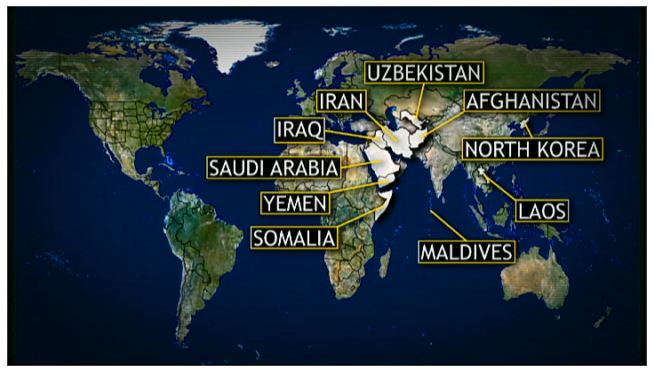 UZBEKISTAN
IRAN
AFGHANISTAN
IRAQ
NORTH KOREA
SAUDI ARABIA
YEMEN
LAOS
SOMALIA
MALDIVES